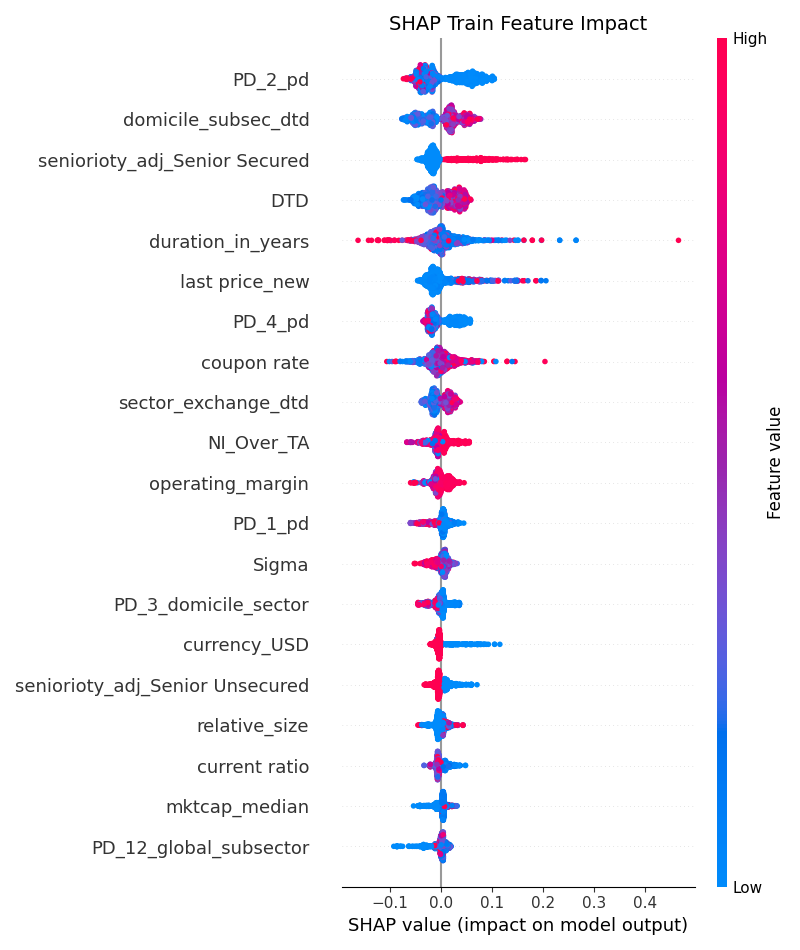 SHAP Train Feature Impact
High
PD_2_pd
domicile_subsec_dtd
seniorioty_adj_Senior Secured
DTD
duration_in_years
last price_new
PD_4_pd
coupon rate
sector_exchange_dtd
NI_Over_TA
operating_margin
PD_1_pd
Sigma
PD_3_domicile_sector
currency_USD
seniorioty_adj_Senior Unsecured
relative_size
current ratio
mktcap_median
PD_12_global_subsector
Feature value
Low
−0.1 0.0 0.1 0.2 0.3 0.4
SHAP value (impact on model output)